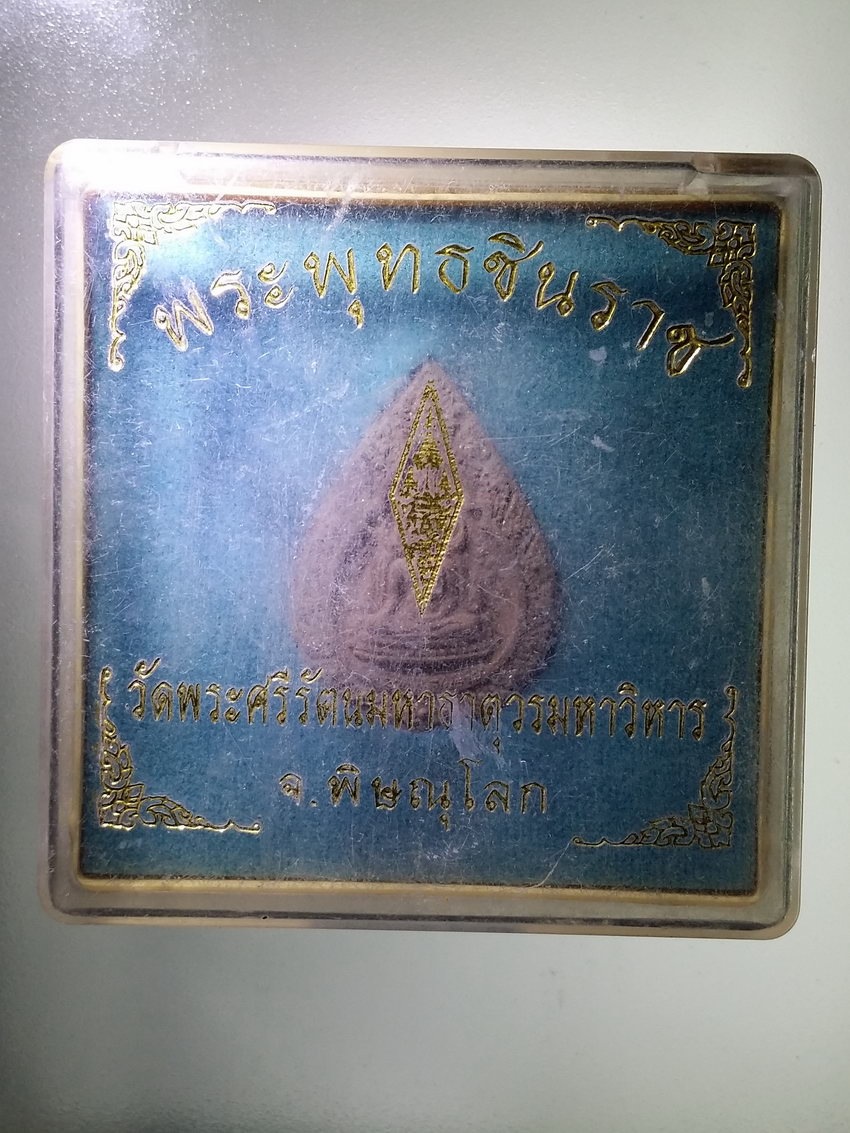 พระพุทธชินราช
วัดพระศรีรัตนมหาธาตุวรมหาวิหาร
จ.พิษณุโลก